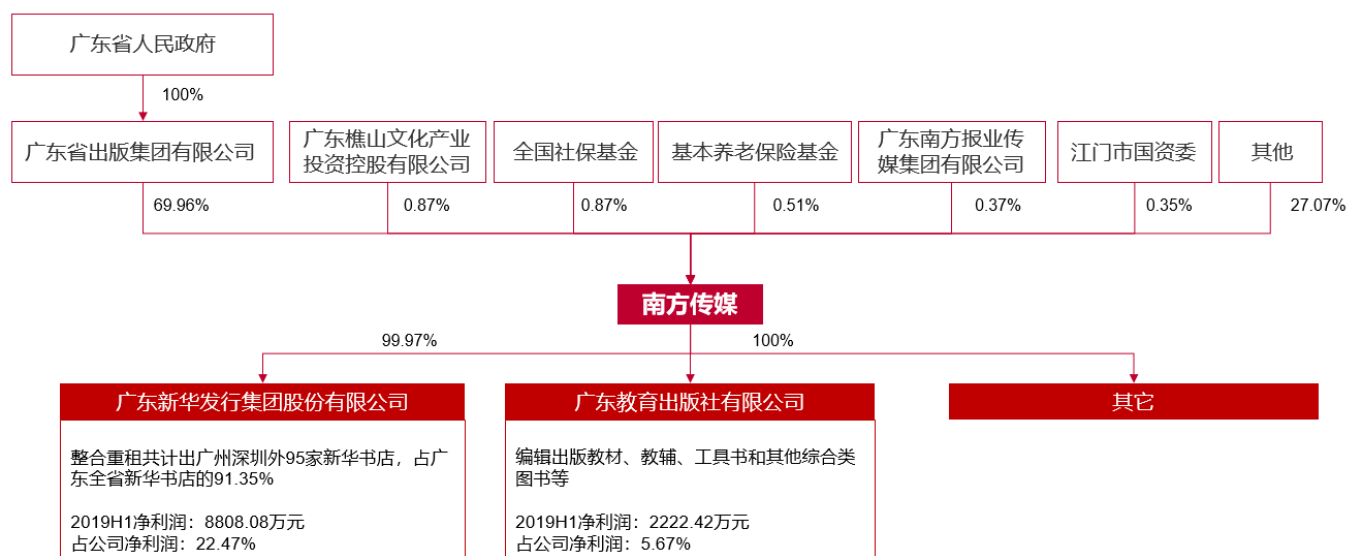 广东省人民政府
100%
广东省出版集团有限公司
广东樵山文化产业
投资控股有限公司
全国社保基金
基本养老保险基金
广东南方报业传
媒集团有限公司
江门市国资委
其他
69.96%
0.87%
0.87%
0.51%
0.37%
0.35%
27.07%
南方传媒
99.97%
100%
广东新华发行集团股份有限公司
整合重租共计出广州深圳外95家新华书店，占广
东全省新华书店的91.35%
2019H1净利润：8808.08万元
占公司净利润：22.47%
广东教育出版社有限公司
编辑出版教材、教辅、工具书和其他综合类
图书等
2019H1净利润：2222.42万元
占公司净利润：5.67%
其它